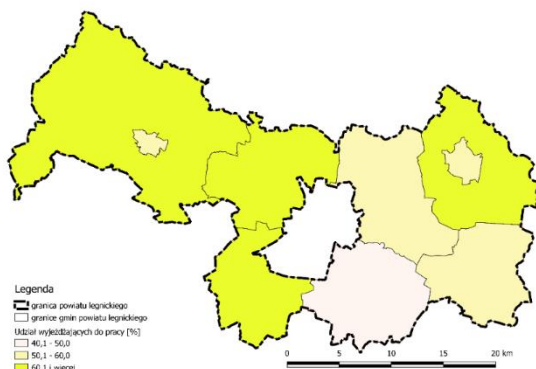 Legenda
granica powiatu legnickiego
granice gmin powiatu legnickiego
Udział wyjeżdżających do pracy [%]
40,1 - 50,0
50,1 - 60,0
60,1 i więcej
0 5 10 15 20 km